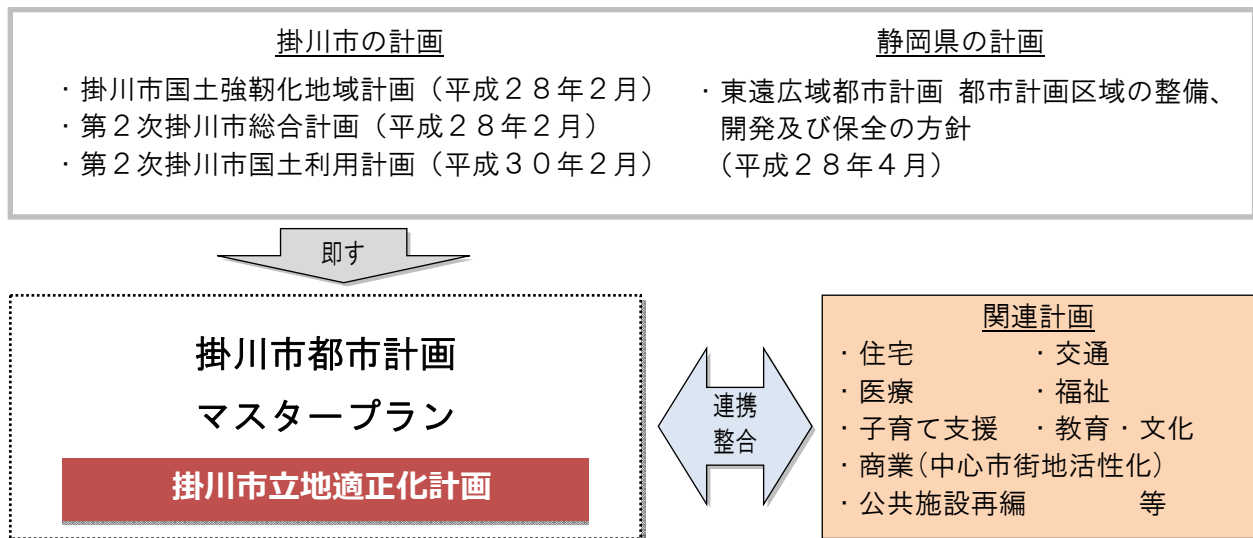 掛川市の計画
・掛川市国土強靭化地域計画（平成２８年２月）
・第２次掛川市総合計画（平成２８年２月）
・第２次掛川市国土利用計画（平成３０年２月）
静岡県の計画
・東遠広域都市計画 都市計画区域の整備、
開発及び保全の方針
（平成２８年４月）
即す
掛川市都市計画
マスタープラン
掛川市立地適正化計画
連携
整合
関連計画
・住宅 ・交通
・医療 ・福祉
・子育て支援 ・教育・文化
・商業(中心市街地活性化)
・公共施設再編 等